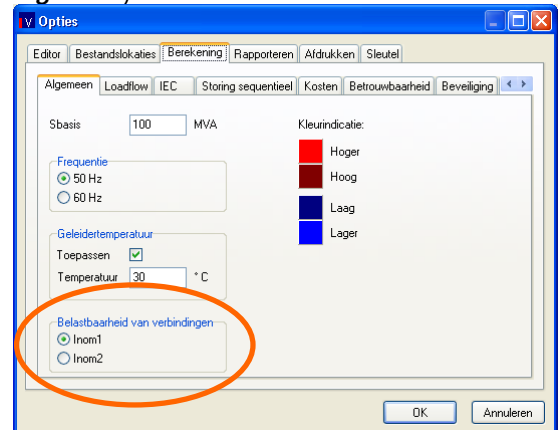 Opties
Editor Bestandslokaties Berekening Rapporteren Afdrukken Sleutel
Algemeen Loadflow IEC Storing sequentieel Kosten Betrouwbaarheid Beveiliging
Sbasis 100 MVA Kleurindicatie:
Hoger
Frequentie
50 Hz Hoog
60 Hz
Laag
Geleidertemperatuur Lager
Toepassen
Temperatuur 30 °C
Belastbaarheid van verbindingen
Inom1
Inom2
OK Annuleren